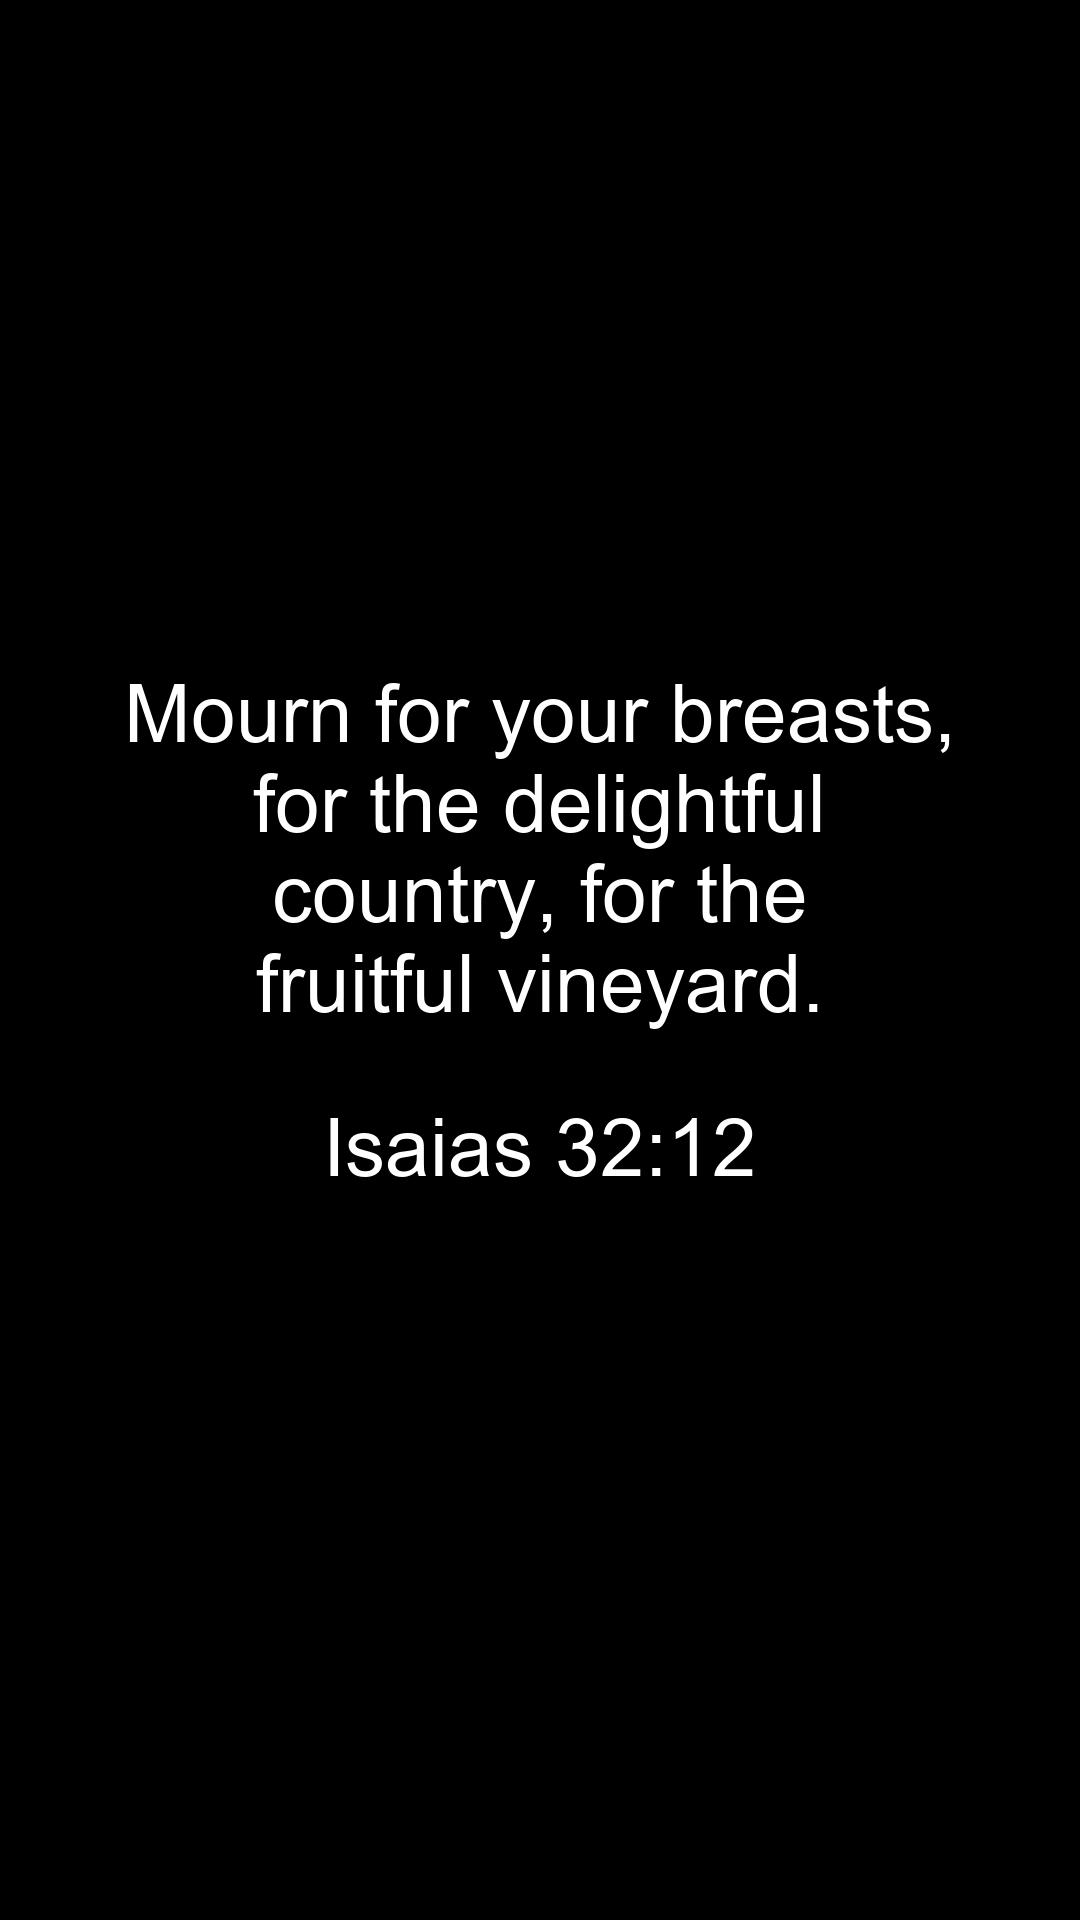 Mourn for your breasts,
for the delightful
country, for the
fruitful vineyard.
Isaias 32:12